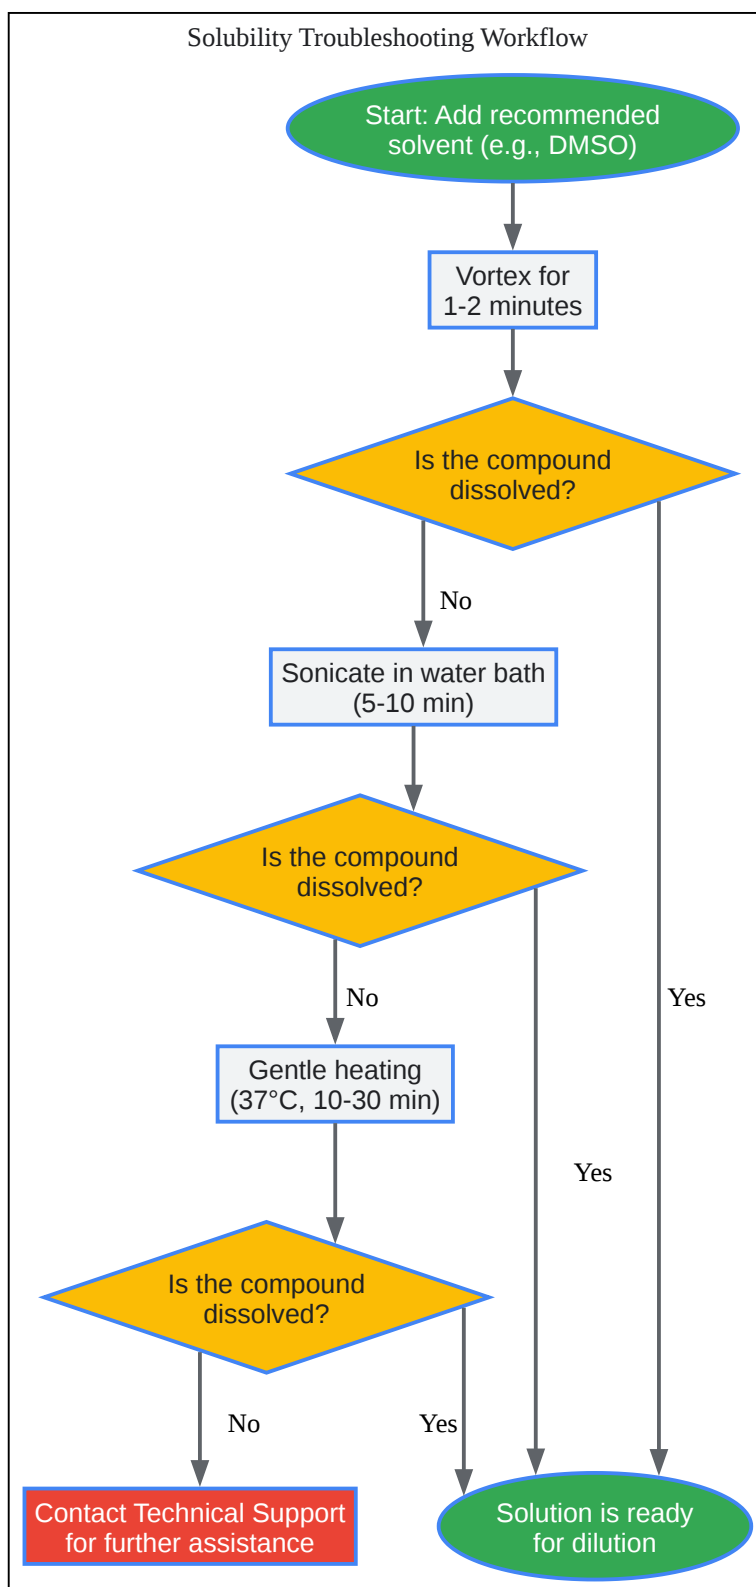 Solubility Troubleshooting Workflow
Start: Add recommended
solvent (e.g., DMSO)
Vortex for
1-2 minutes
Is the compound
dissolved?
No
Sonicate in water bath
(5-10 min)
Is the compound
dissolved?
No
Yes
Gentle heating
(37°C, 10-30 min)
Yes
Is the compound
dissolved?
No
Yes
Contact Technical Support
for further assistance
Solution is ready
for dilution